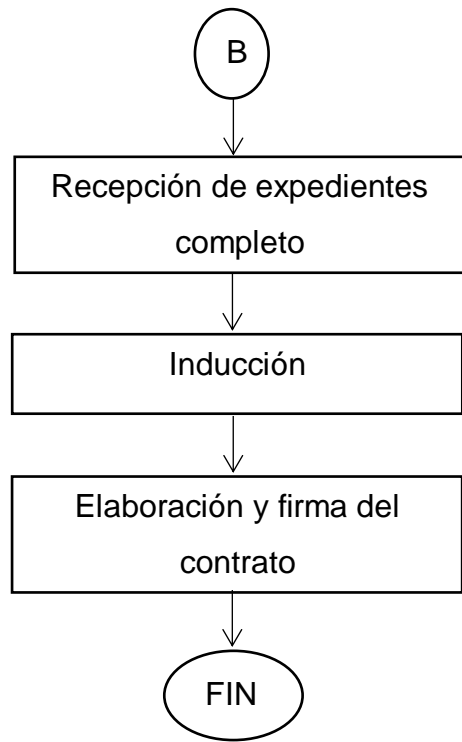 B
Recepción de expedientes
completo
Inducción
Elaboración y firma del
contrato
FIN